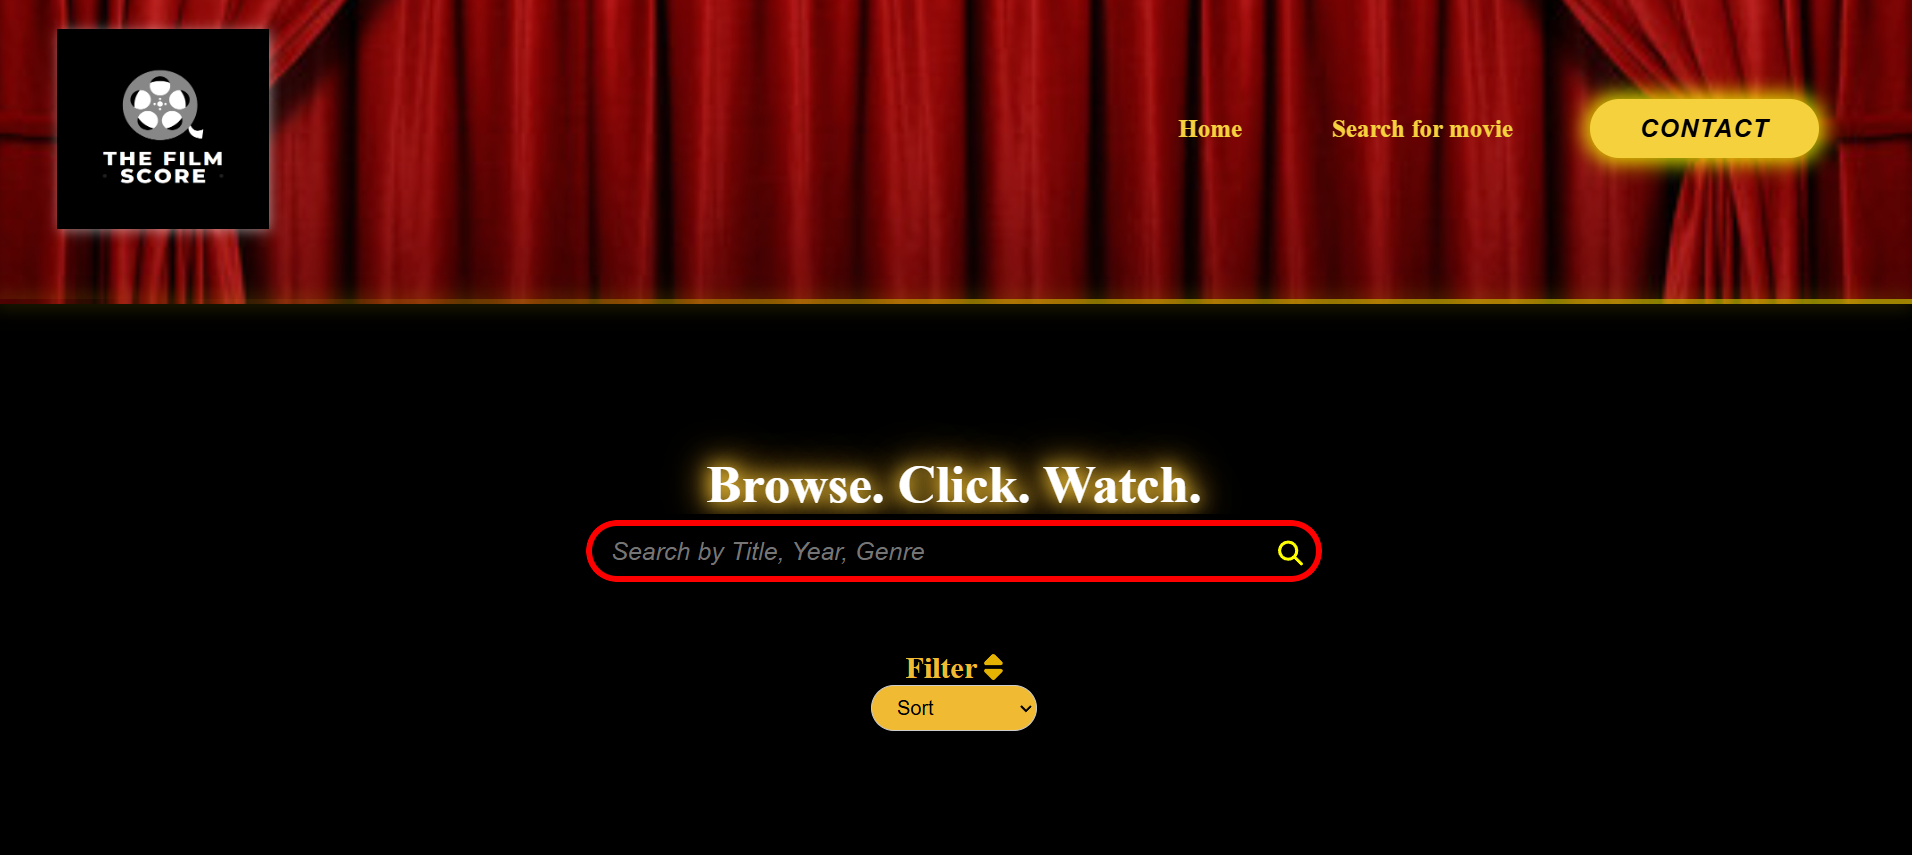 THE FILM
SCORE
Home
Search for movie
CONTACT
Browse. Click. Watch.
Search by Title, Year, Genre
Filter
Sort